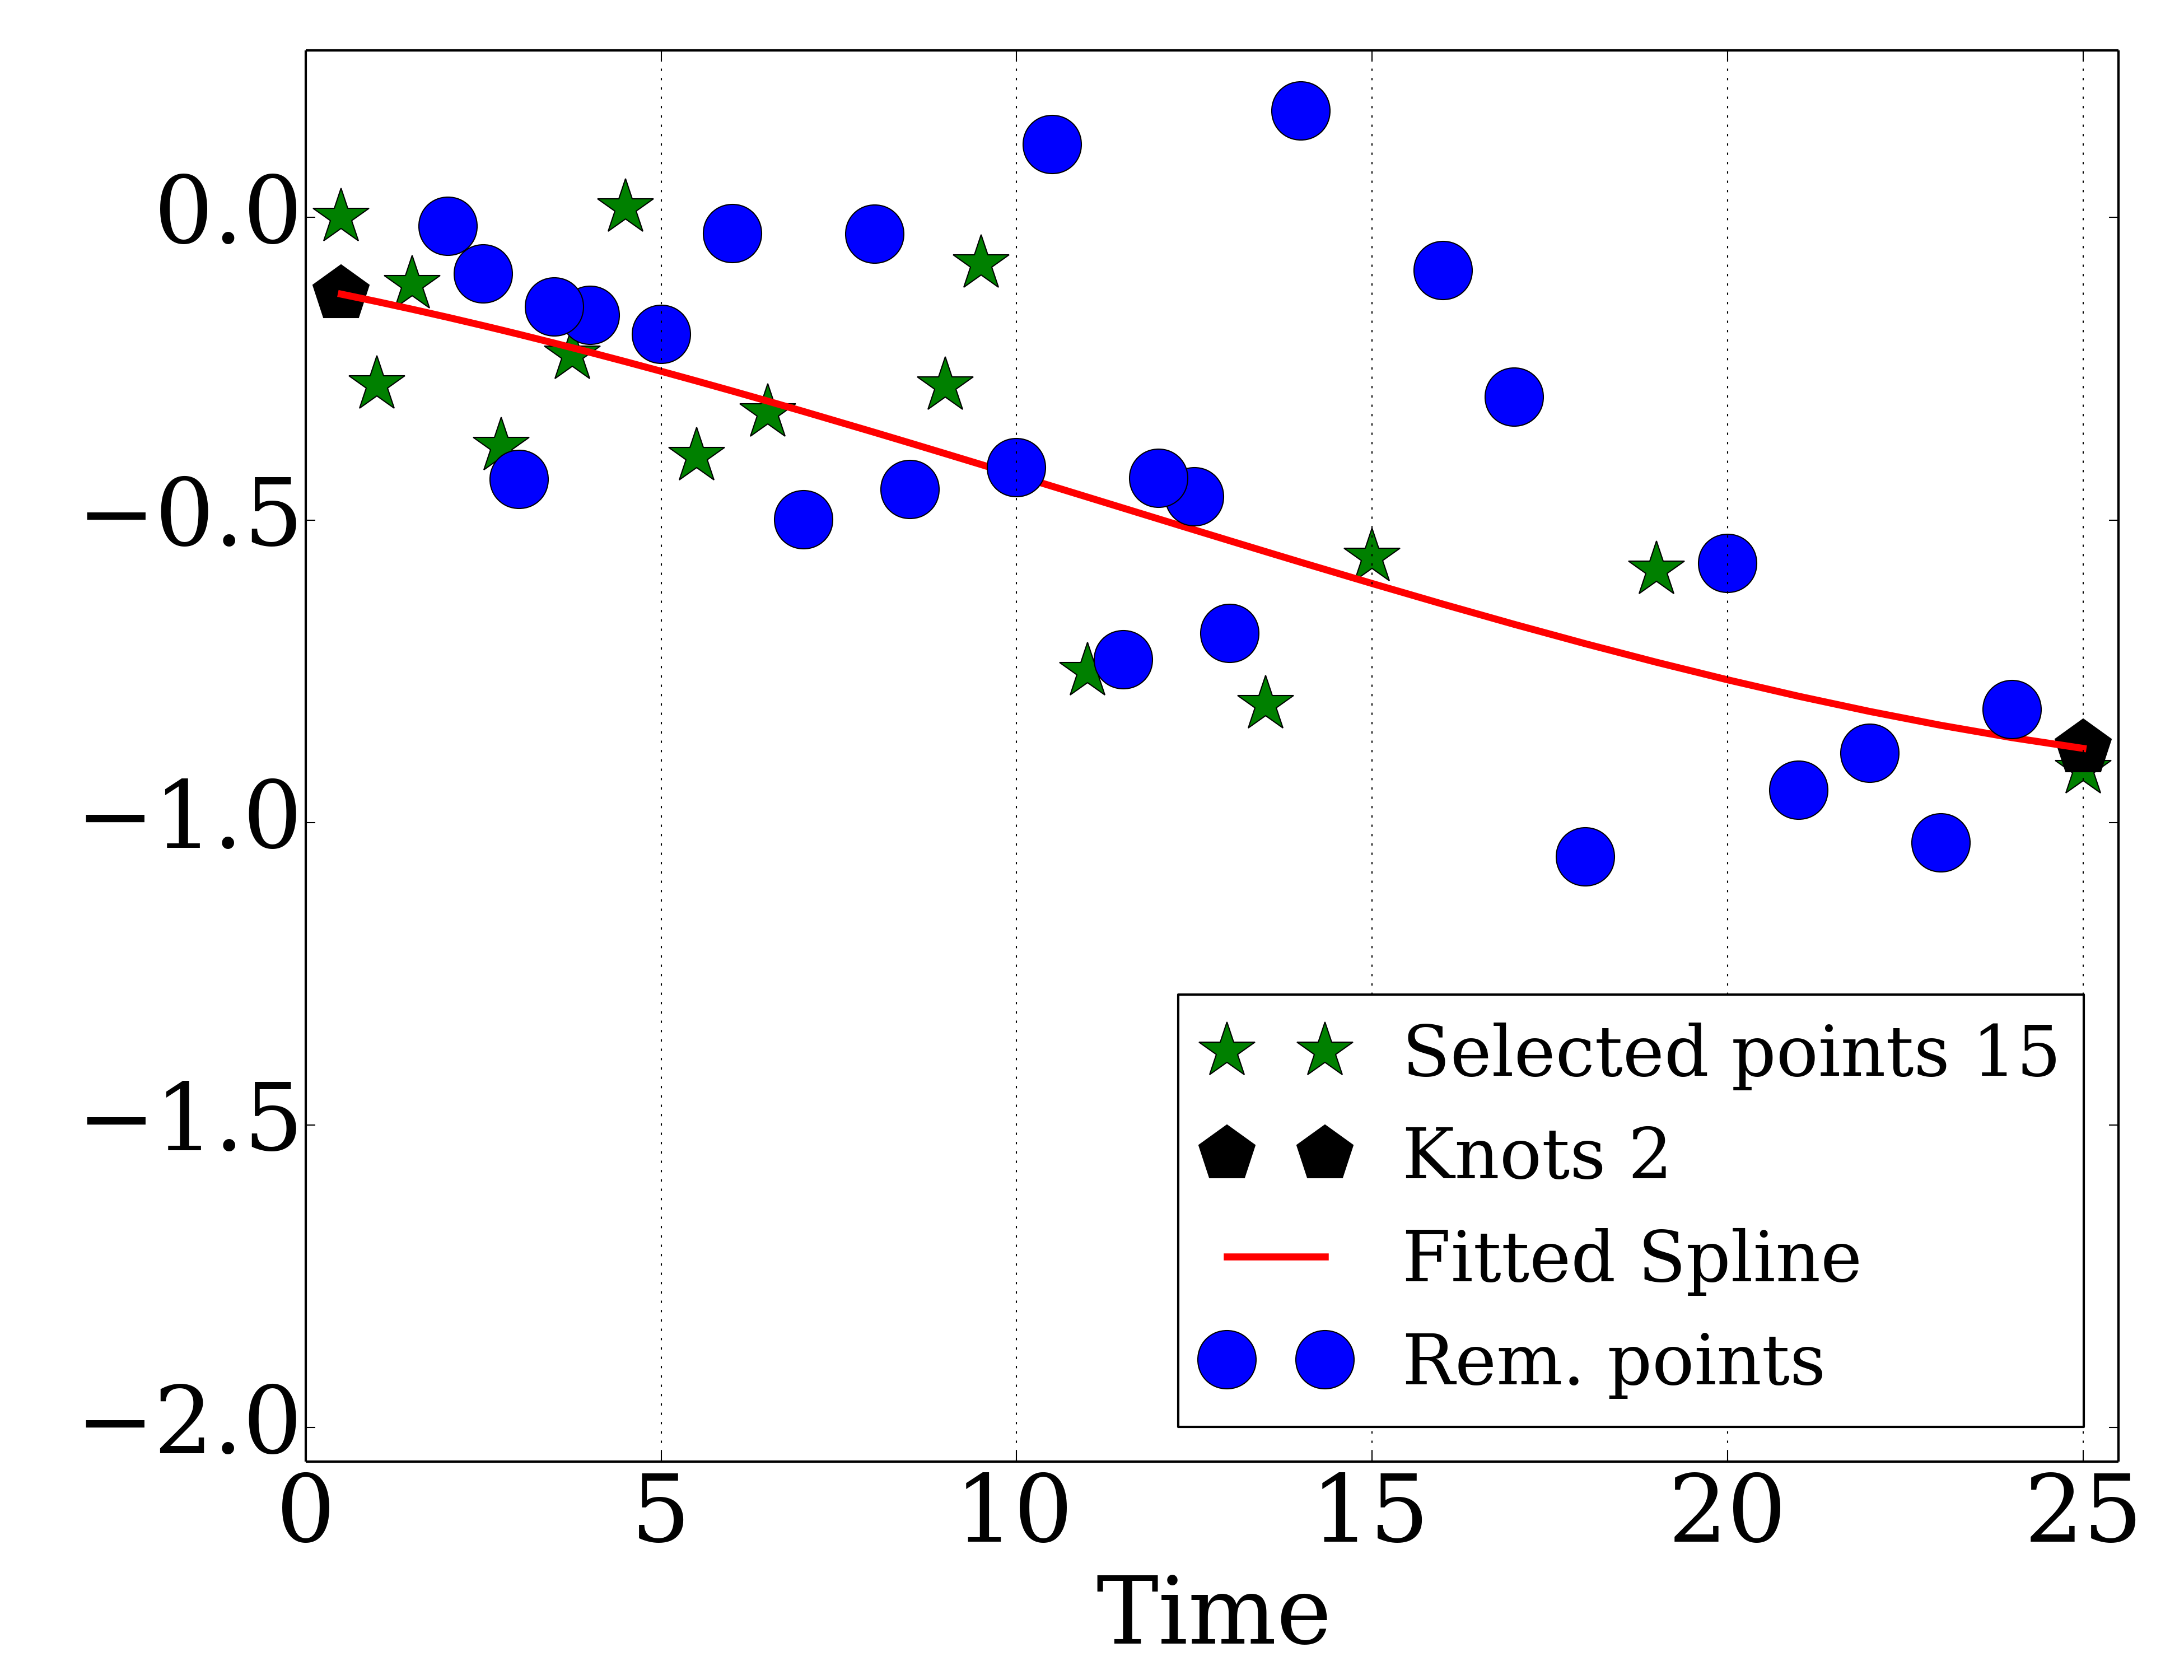 0.0
−0.5
−1.0
−1.5
−2.0
0 5 10 15 20 25
Time
Selected points 15
Knots 2
Fitted Spline
Rem. points